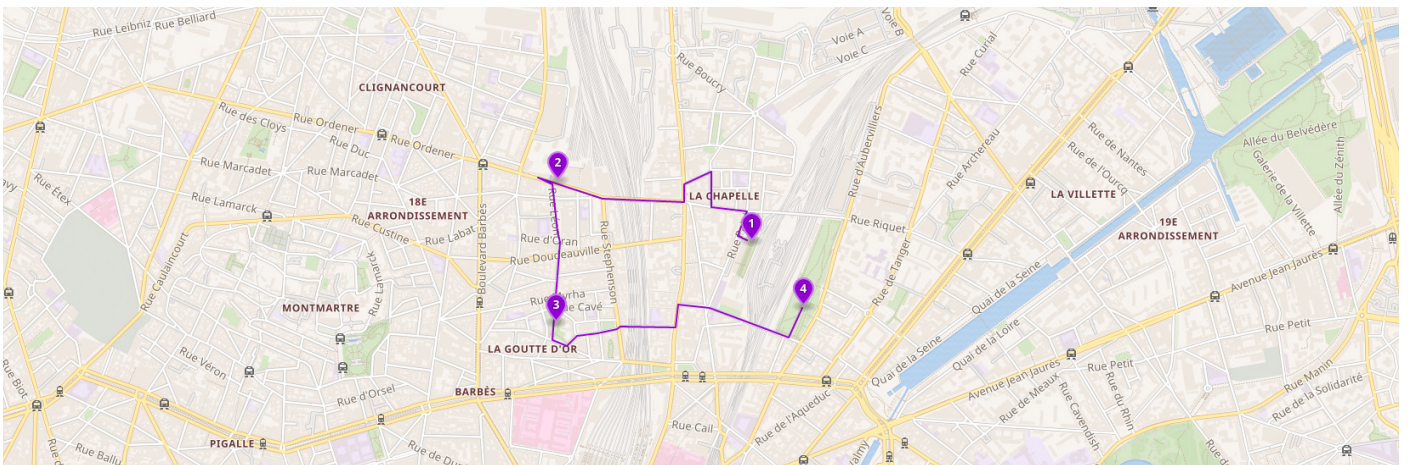 Rue Leibniz
Rue Belliard
Voie A
Voie B
Voie C
Rue Curial
Rue Boucry
CLIGNANCOURT
Rue des Cloys
Rue Ordener
Rue Ordener
Rue Duc
Rue Marcadet
Rue Marcadet
Rue d'Aubervilliers
Rue Archereau
Rue de Nantes
Rue de l'Ourcq
Allée du Belvédère
Galerie de la Villette
Allée du Zénith
2
LA CHAPELLE
LA VILLETTE
Rue Étex
Rue Lamarck
18E
ARRONDISSEMENT
Rue Custine
Rue Labat
Boulevard Barbès
Rue Léon
Rue d'Oran
Rue Doudeauville
Rue Stephenson
1
Rue Riquet
Rue de Tanger
19E
ARRONDISSEMENT
Rue Caulaincourt
Rue Lamarck
MONTMARTRE
3
4
Quai de la Seine
Avenue Jean Jaurès
Rue Petit
LA GOUTTE D'OR
Rue Véron
Quai de la Seine
Quai de la Loire
Rue Petit
Rue Manin
Rue de la Solidarité
Rue Biot
Rue d'Orsel
BARBÈS
Avenue Jean Jaurès
Rue de Meaux
Rue Cavendish
Rue du Rhin
Rue de l'Aqueduc
Rue Cail
PIGALLE
Rue Ballu